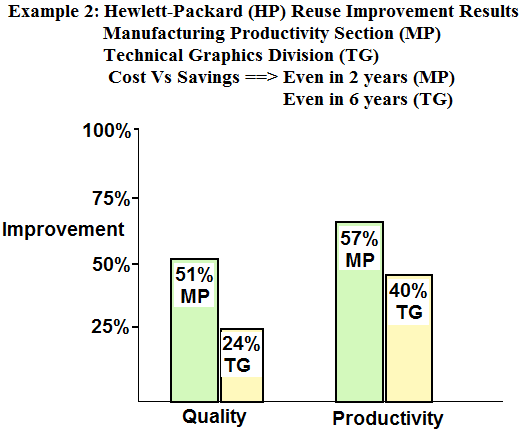 Example 2: Hewlett-Packard (HP) Reuse Improvement Results
Manufacturing Productivity Section (MP)
Technical Graphics Division (TG)
Cost Vs Savings ==> Even in 2 years (MP)
Even in 6 years (TG)
100%
75%
Improvement
50%
25%
51%
MP
24%
TG
57%
MP
40%
TG
Quality
Productivity